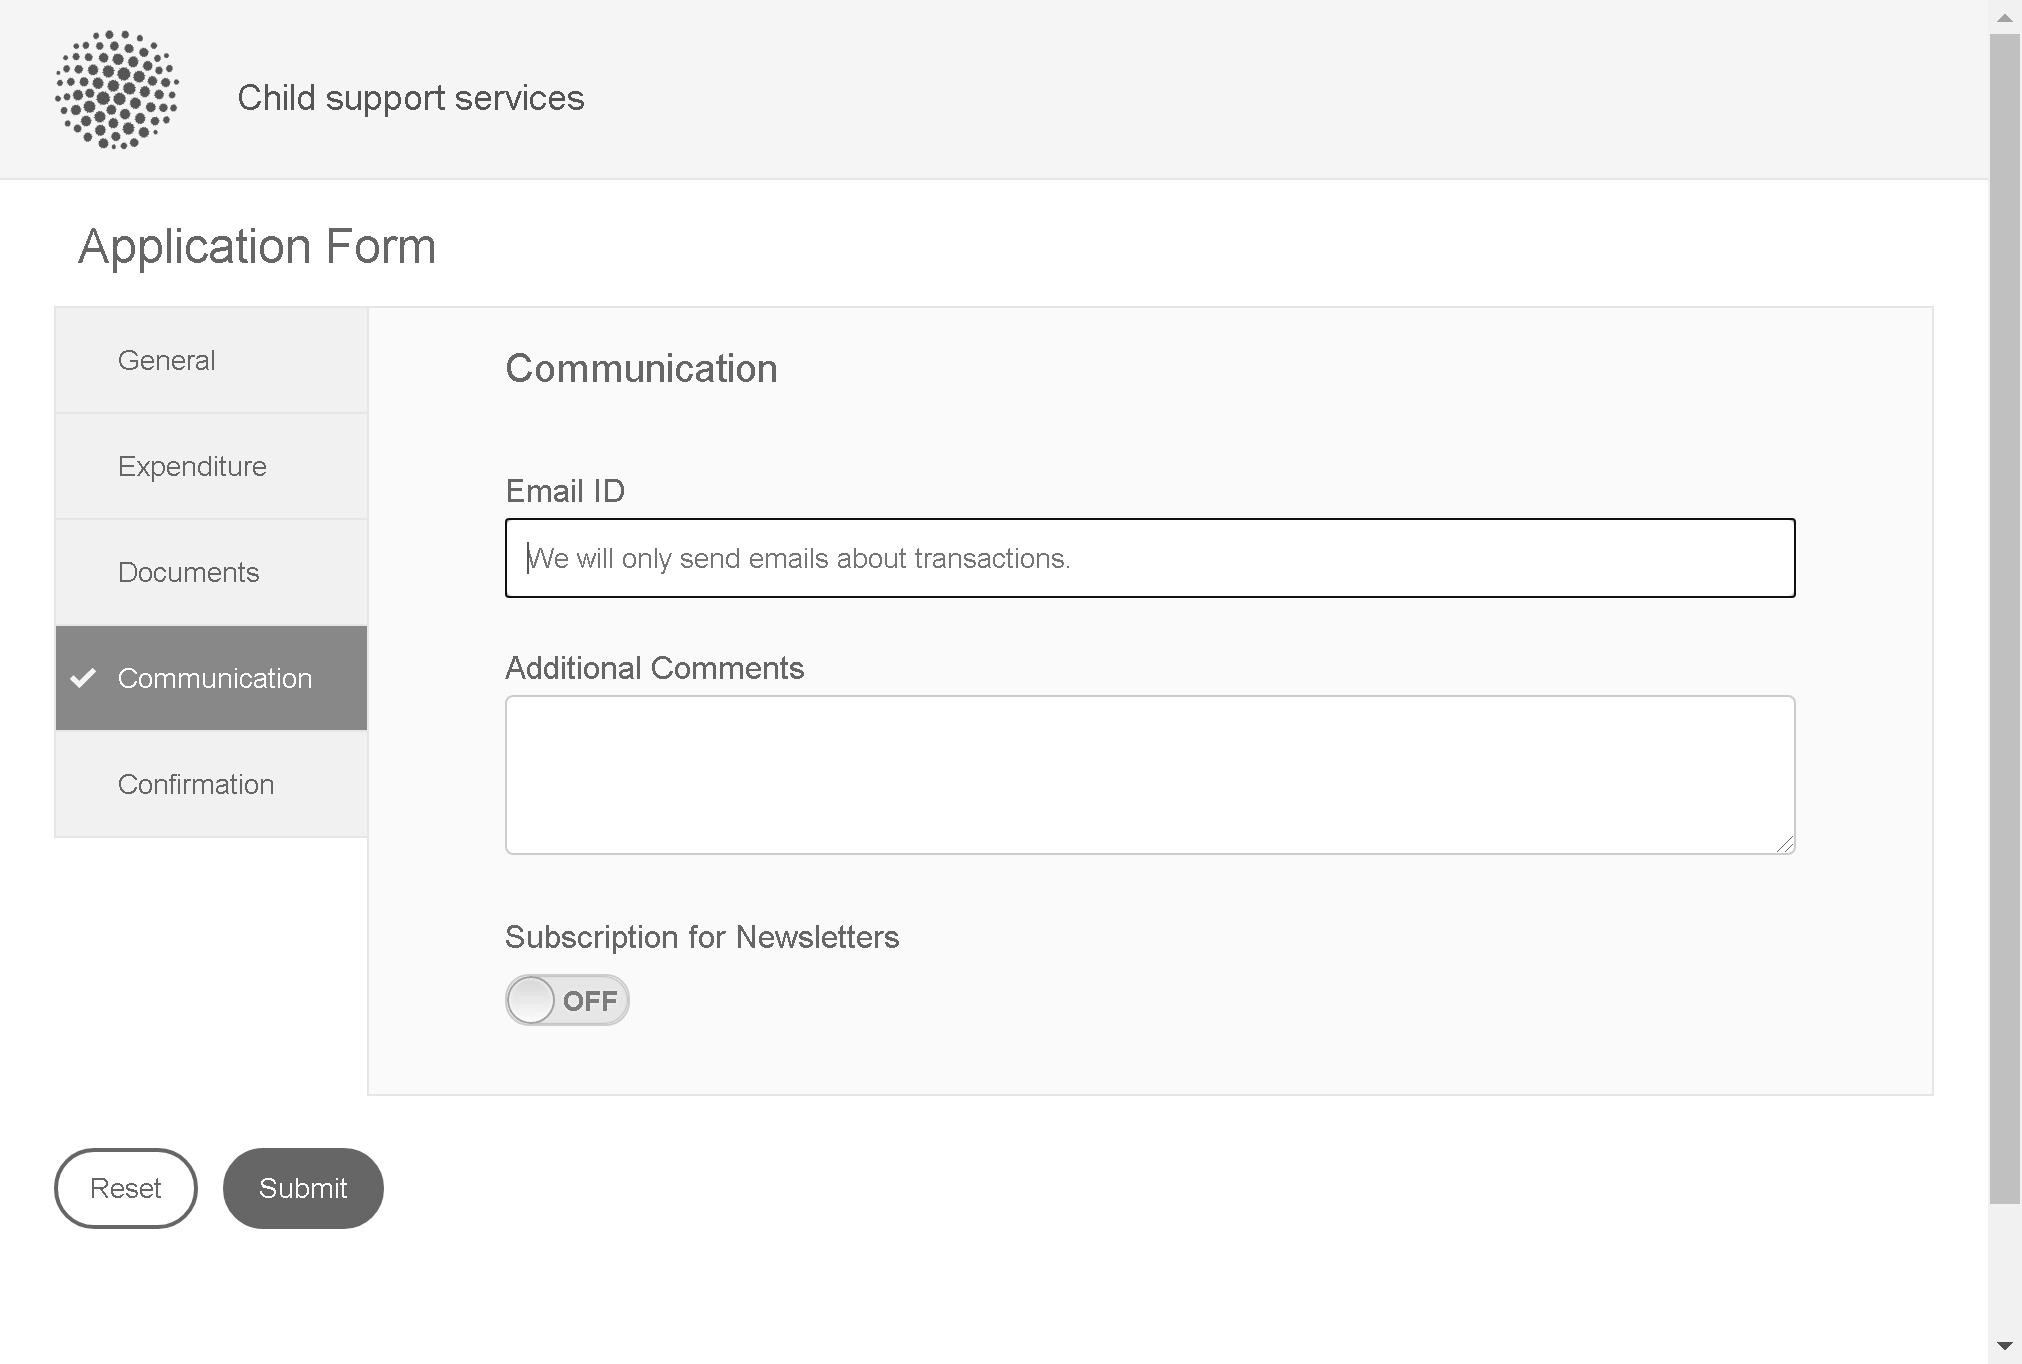 Child support services
Application Form
General
Expenditure
Documents
Communication
Confirmation
Communication
Email ID
We will only send emails about transactions.
Additional Comments
Subscription for Newsletters
OFF
Reset
Submit